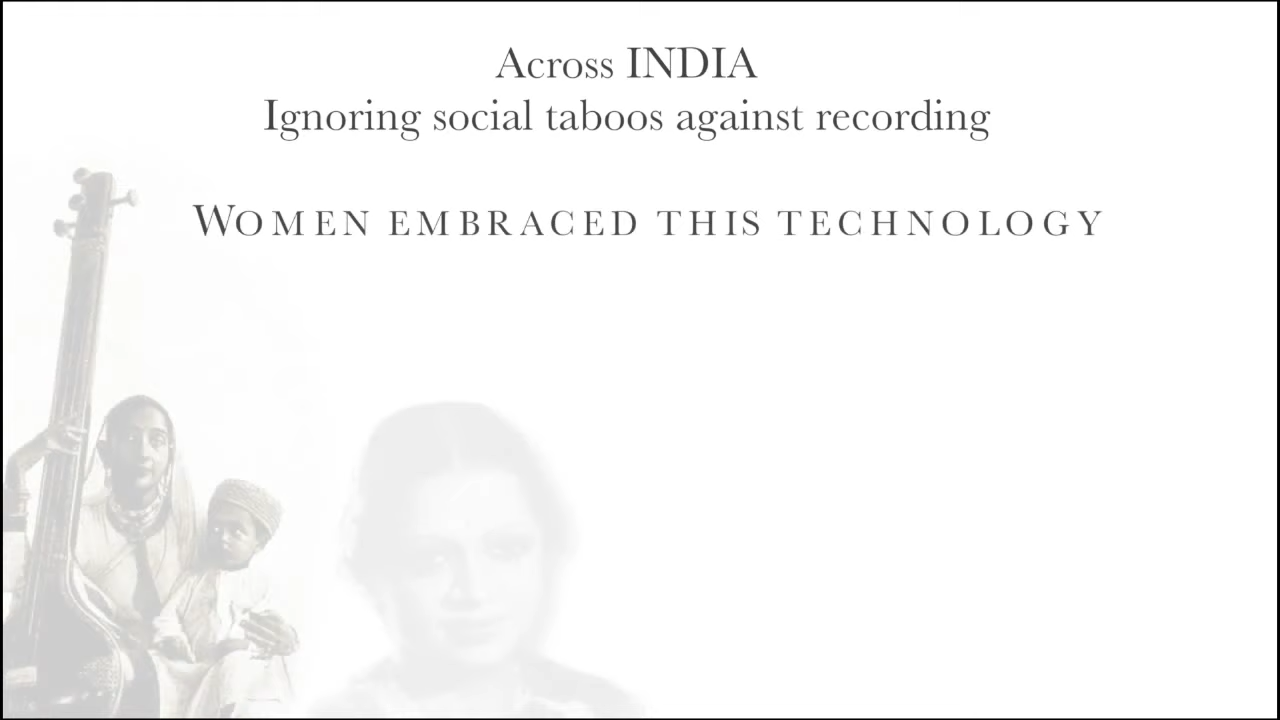 Across INDIA
Ignoring social taboos against recording
WOMEN EMBRACED THIS TECHNOLOGY